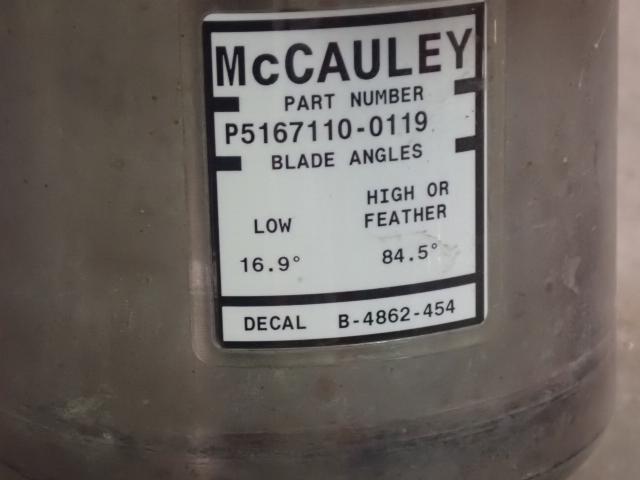 McCAULEY
PART NUMBER
P5167110-0119
BLADE ANGLES
LOW
HIGH OR
FEATHER
16.9° 84.5°
DECAL B-4862-454